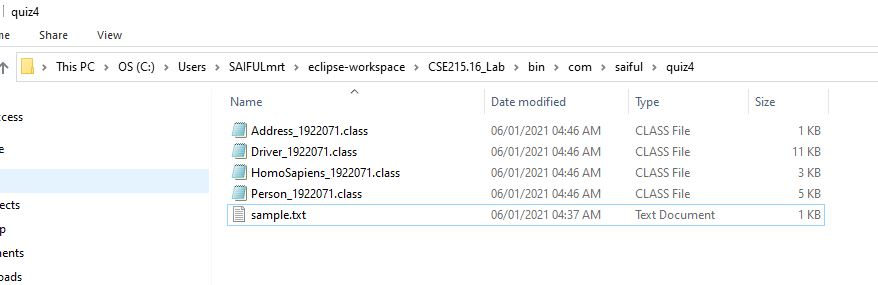 quiz4
Share View
This PC > OS (C:) > Users > SAIFULmrt > eclipse-workspace > CSE215.16_Lab > bin > com > saiful > quiz4
Name Date modified Type Size
Address_1922071.class 06/01/2021 04:46 AM CLASS File 1 KB
Driver_1922071.class 06/01/2021 04:46 AM CLASS File 11 KB
HomoSapiens_1922071.class 06/01/2021 04:46 AM CLASS File 3 KB
Person_1922071.class 06/01/2021 04:46 AM CLASS File 5 KB
sample.txt 06/01/2021 04:37 AM Text Document 1 KB